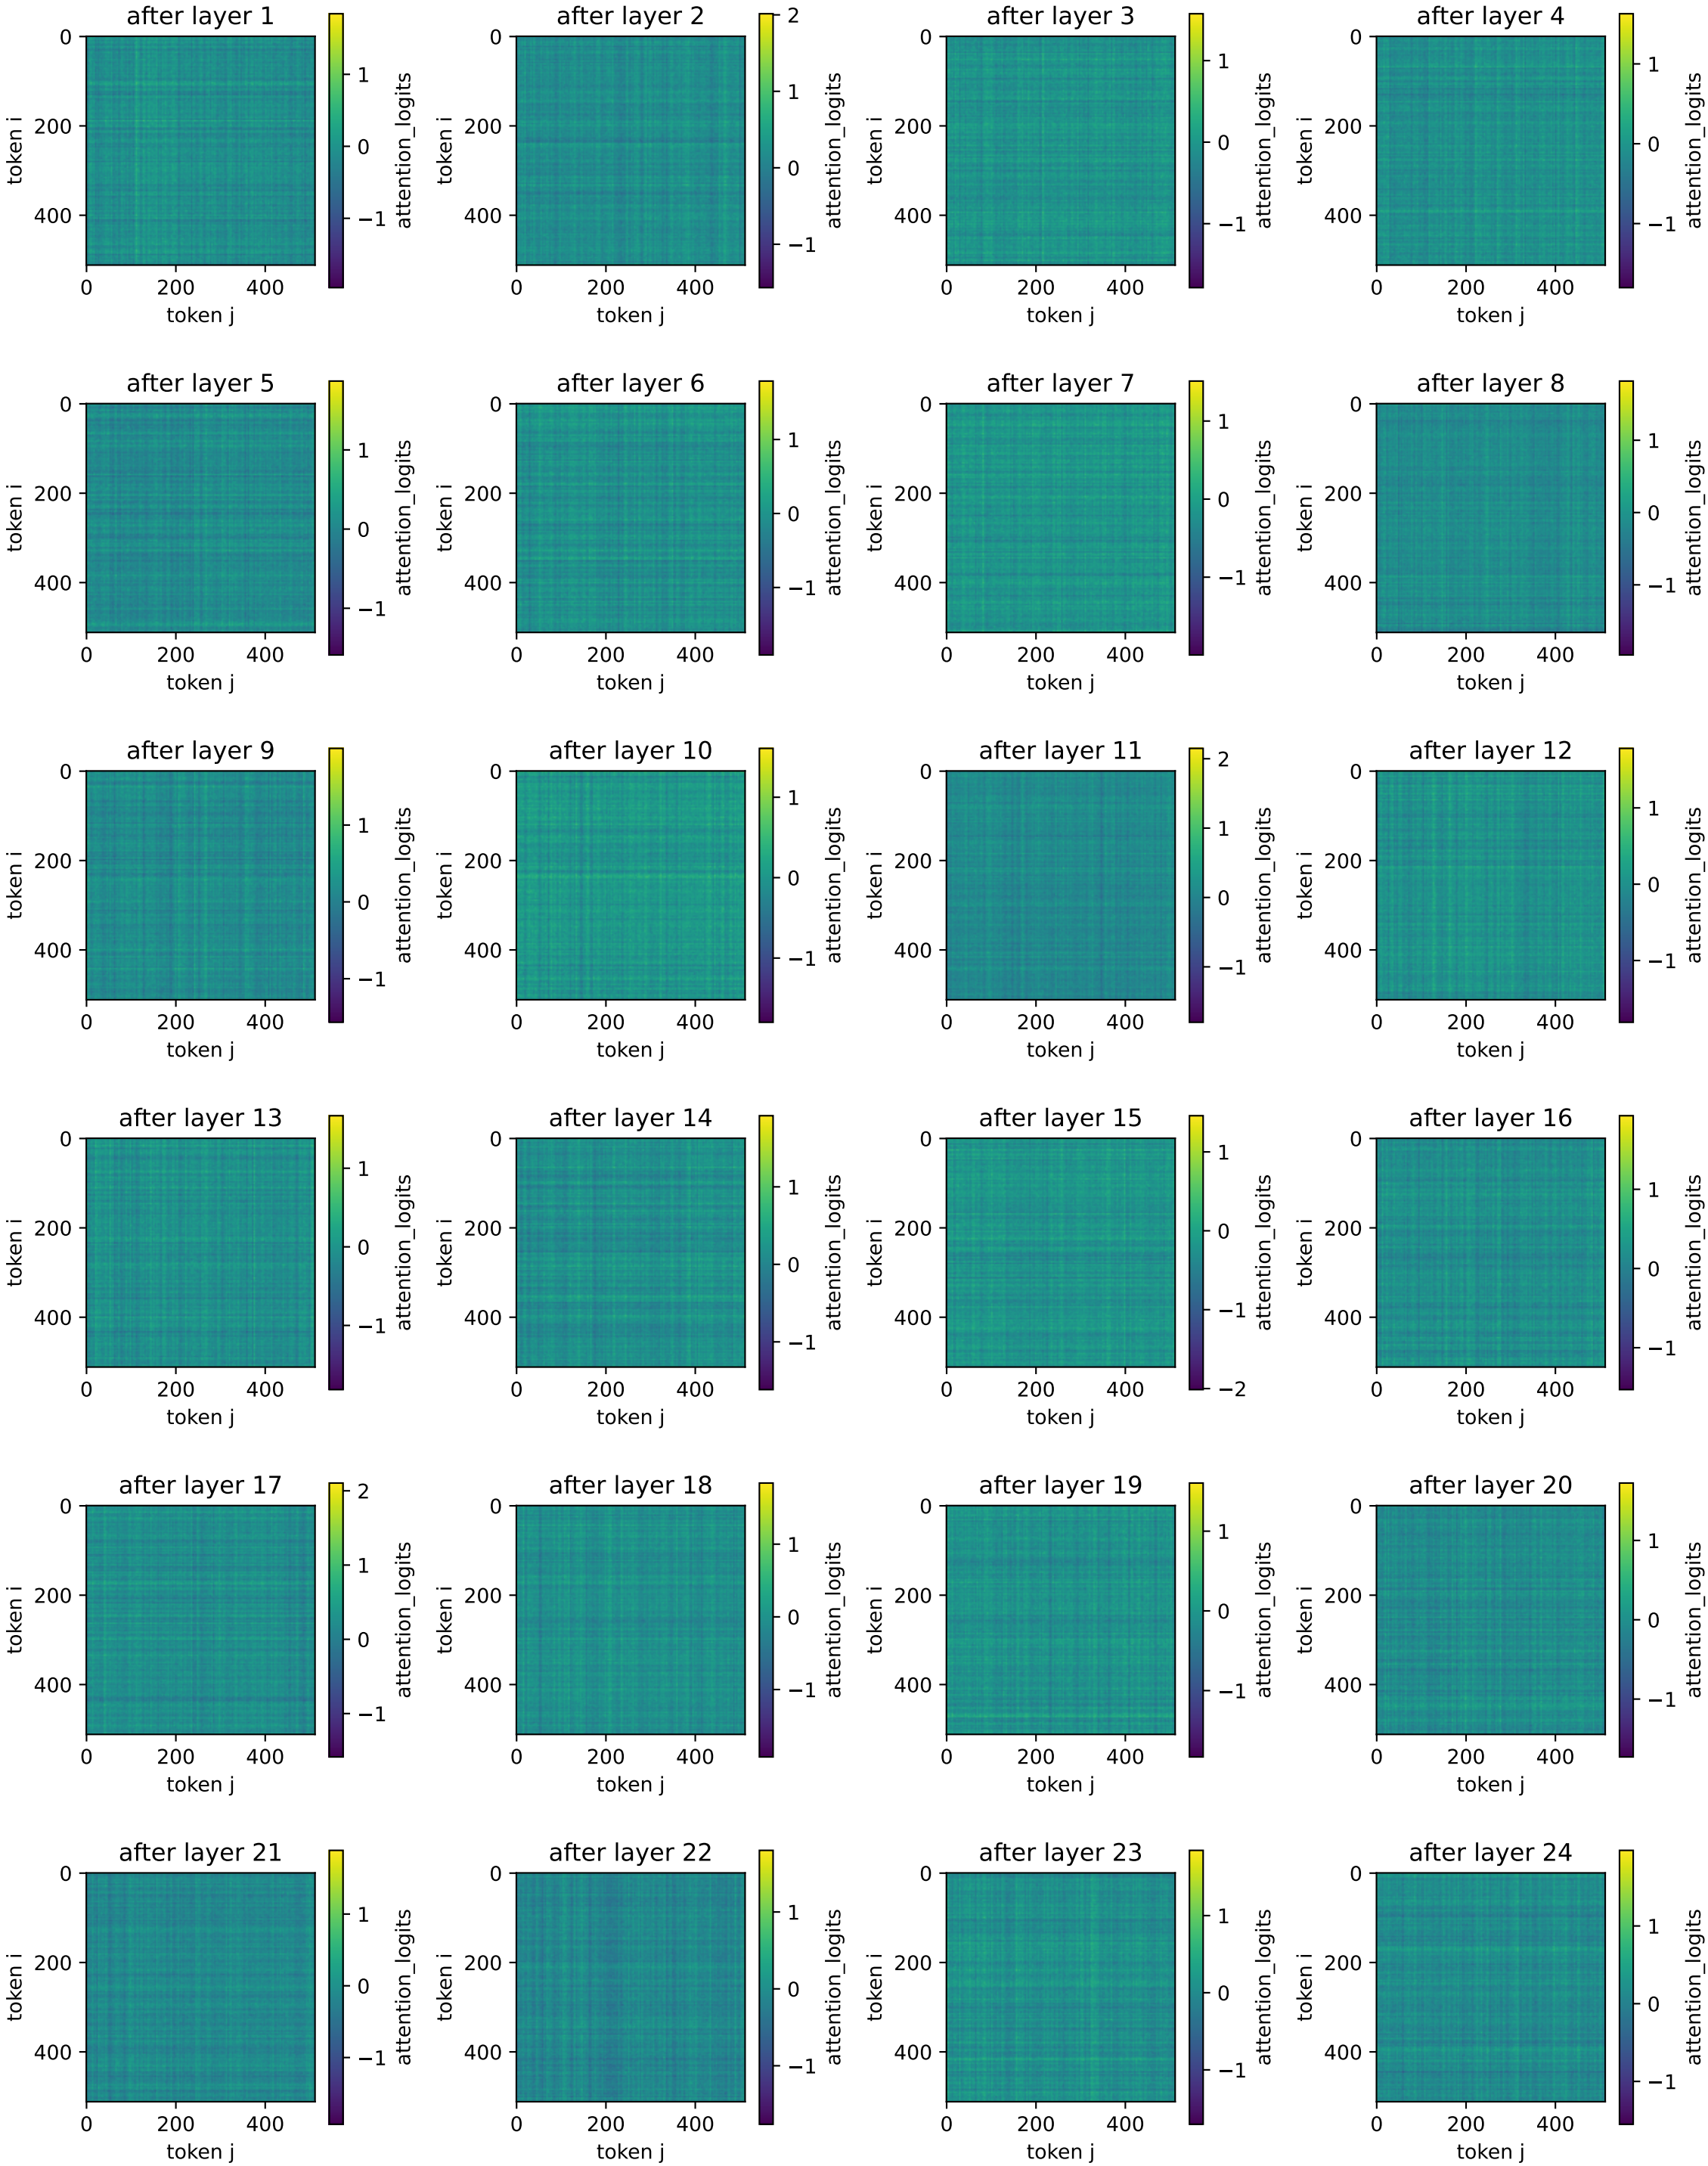 after layer 1
after layer 2
after layer 3
after layer 4
0
200
400
token i
0 200 400
token j
1
0
−1
attention_logits
0
200
400
token i
0 200 400
token j
2
1
0
−1
attention_logits
0
200
400
token i
0 200 400
token j
1
0
−1
attention_logits
0
200
400
token i
0 200 400
token j
1
0
−1
attention_logits
after layer 5
after layer 6
after layer 7
after layer 8
0
200
400
token i
0 200 400
token j
1
0
−1
attention_logits
0
200
400
token i
0 200 400
token j
1
0
−1
attention_logits
0
200
400
token i
0 200 400
token j
1
0
−1
attention_logits
0
200
400
token i
0 200 400
token j
1
0
−1
attention_logits
after layer 9
after layer 10
after layer 11
after layer 12
0
200
400
token i
0 200 400
token j
1
0
−1
attention_logits
0
200
400
token i
0 200 400
token j
1
0
−1
attention_logits
0
200
400
token i
0 200 400
token j
2
1
0
−1
attention_logits
0
200
400
token i
0 200 400
token j
1
0
−1
attention_logits
after layer 13
after layer 14
after layer 15
after layer 16
0
200
400
token i
0 200 400
token j
1
0
−1
attention_logits
0
200
400
token i
0 200 400
token j
1
0
−1
attention_logits
0
200
400
token i
0 200 400
token j
1
0
−1
−2
attention_logits
0
200
400
token i
0 200 400
token j
1
0
−1
attention_logits
after layer 17
after layer 18
after layer 19
after layer 20
0
200
400
token i
0 200 400
token j
2
1
0
−1
attention_logits
0
200
400
token i
0 200 400
token j
1
0
−1
attention_logits
0
200
400
token i
0 200 400
token j
1
0
−1
attention_logits
0
200
400
token i
0 200 400
token j
1
0
−1
attention_logits
after layer 21
after layer 22
after layer 23
after layer 24
0
200
400
token i
0 200 400
token j
1
0
−1
attention_logits
0
200
400
token i
0 200 400
token j
1
0
−1
attention_logits
0
200
400
token i
0 200 400
token j
1
0
−1
attention_logits
0
200
400
token i
0 200 400
token j
1
0
−1
attention_logits